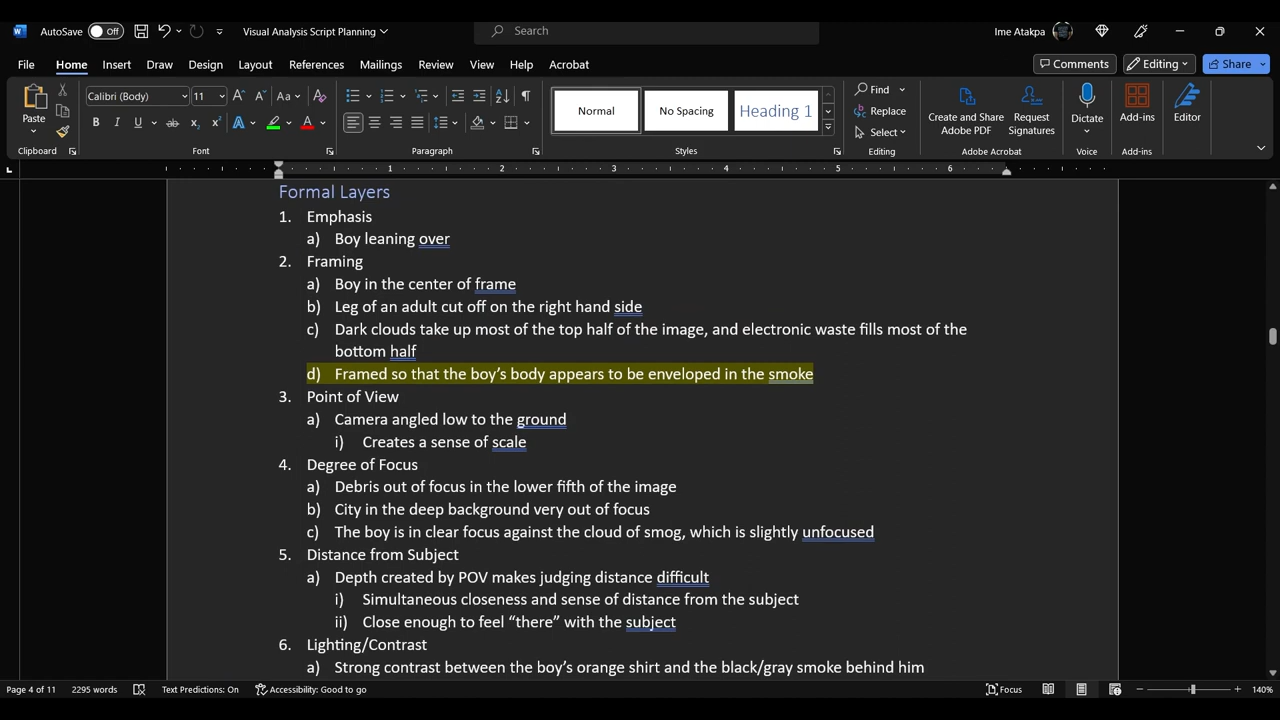 AutoSave Off Visual Analysis Script Planning Search Ime Atakpa
File Home Insert Draw Design Layout References Mailings Review View Help Acrobat Comments Editing Share
Paste Calibri (Body) 11 Find
Normal No Spacing Heading 1 Replace Create and Share Adobe PDF Request Signatures Dictate Add-ins Editor
Select
Clipboard Font Paragraph Styles Editing Adobe Acrobat Voice Add-ins
1 2 3 4 5 6
Formal Layers
1. Emphasis
a) Boy leaning over
2. Framing
a) Boy in the center of frame
b) Leg of an adult cut off on the right hand side
c) Dark clouds take up most of the top half of the image, and electronic waste fills most of the
bottom half
d) Framed so that the boy’s body appears to be enveloped in the smoke
3. Point of View
a) Camera angled low to the ground
i) Creates a sense of scale
4. Degree of Focus
a) Debris out of focus in the lower fifth of the image
b) City in the deep background very out of focus
c) The boy is in clear focus against the cloud of smog, which is slightly unfocused
5. Distance from Subject
a) Depth created by POV makes judging distance difficult
i) Simultaneous closeness and sense of distance from the subject
ii) Close enough to feel “there” with the subject
6. Lighting/Contrast
a) Strong contrast between the boy’s orange shirt and the black/gray smoke behind him
Page 4 of 11 2295 words Text Predictions: On Accessibility: Good to go Focus 140%